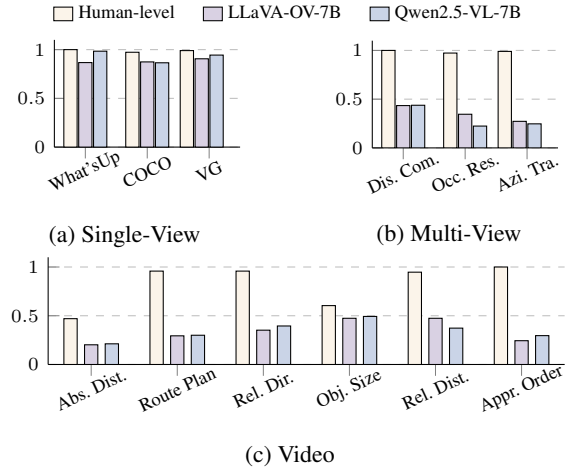 Human-level LLaVA-OV-7B Qwen2.5-VL-7B
1
0.5
0
What'sUp COCO VG
(a) Single-View
1
0.5
0
Dis. Com. Occ. Res. Azi. Tra.
(b) Multi-View
1
0.5
0
Abs. Dist. Route Plan Rel. Dir. Obj. Size Rel. Dist. Appr. Order
(c) Video